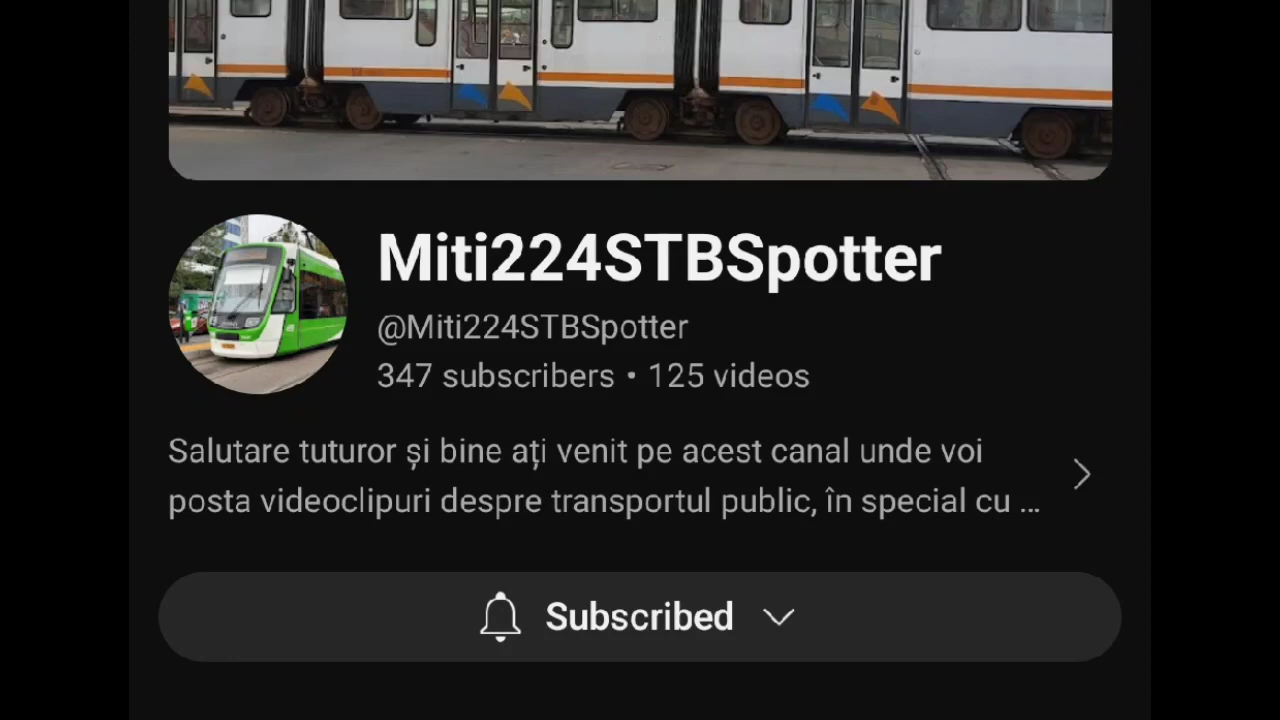 Miti224STBSpotter
@Miti224STBSpotter
347 subscribers • 125 videos
Salutare tuturor și bine ați venit pe acest canal unde voi
posta videoclipuri despre transportul public, în special cu ...
Subscribed